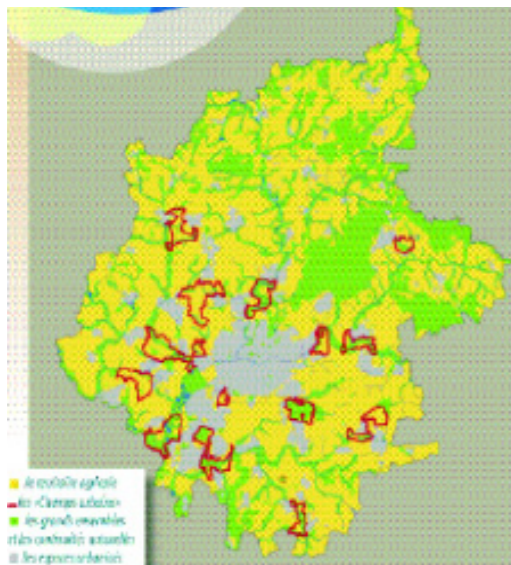 le territoire agricole
les «Champs urbains»
les grands ensembles
et les continuités naturelles
les espaces urbanisés